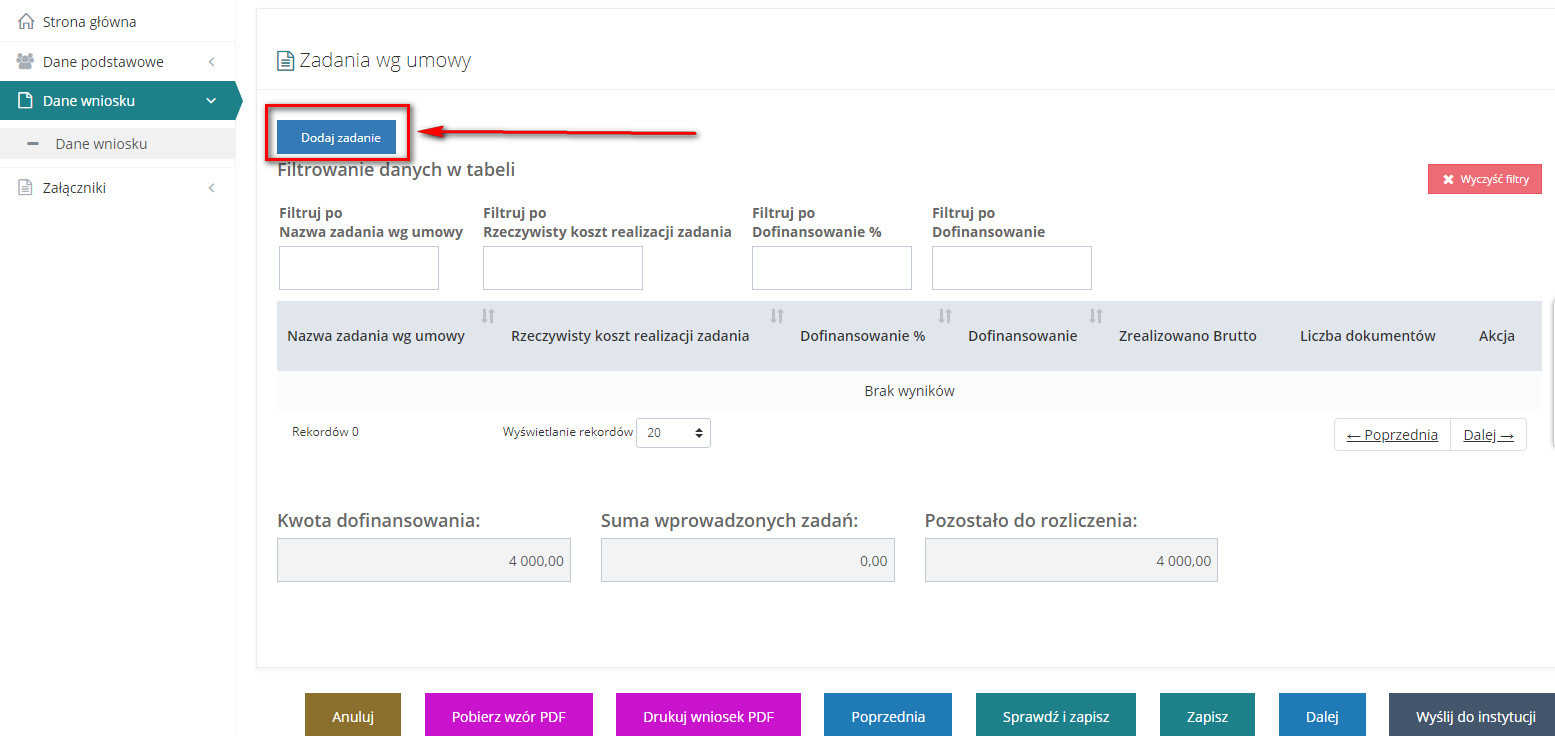 Strona główna
Dane podstawowe
Dane wniosku
Dane wniosku
Załączniki
Zadania wg umowy
Dodaj zadanie
Filtrowanie danych w tabeli
Wyczyść filtry
Filtruj po
Nazwa zadania wg umowy
Filtruj po
Rzeczywisty koszt realizacji zadania
Filtruj po
Dofinansowanie %
Filtruj po
Dofinansowanie
Nazwa zadania wg umowy Rzeczywisty koszt realizacji zadania Dofinansowanie % Dofinansowanie Zrealizowano Brutto Liczba dokumentów Akcja
Brak wyników
Rekordów 0 Wyświetlanie rekordów 20 ← Poprzednia Dalej →
Kwota dofinansowania: Suma wprowadzonych zadań: Pozostało do rozliczenia:
4 000,00 0,00 4 000,00
Anuluj Pobierz wzór PDF Drukuj wniosek PDF Poprzednia Sprawdź i zapisz Zapisz Dalej Wyślij do instytucji